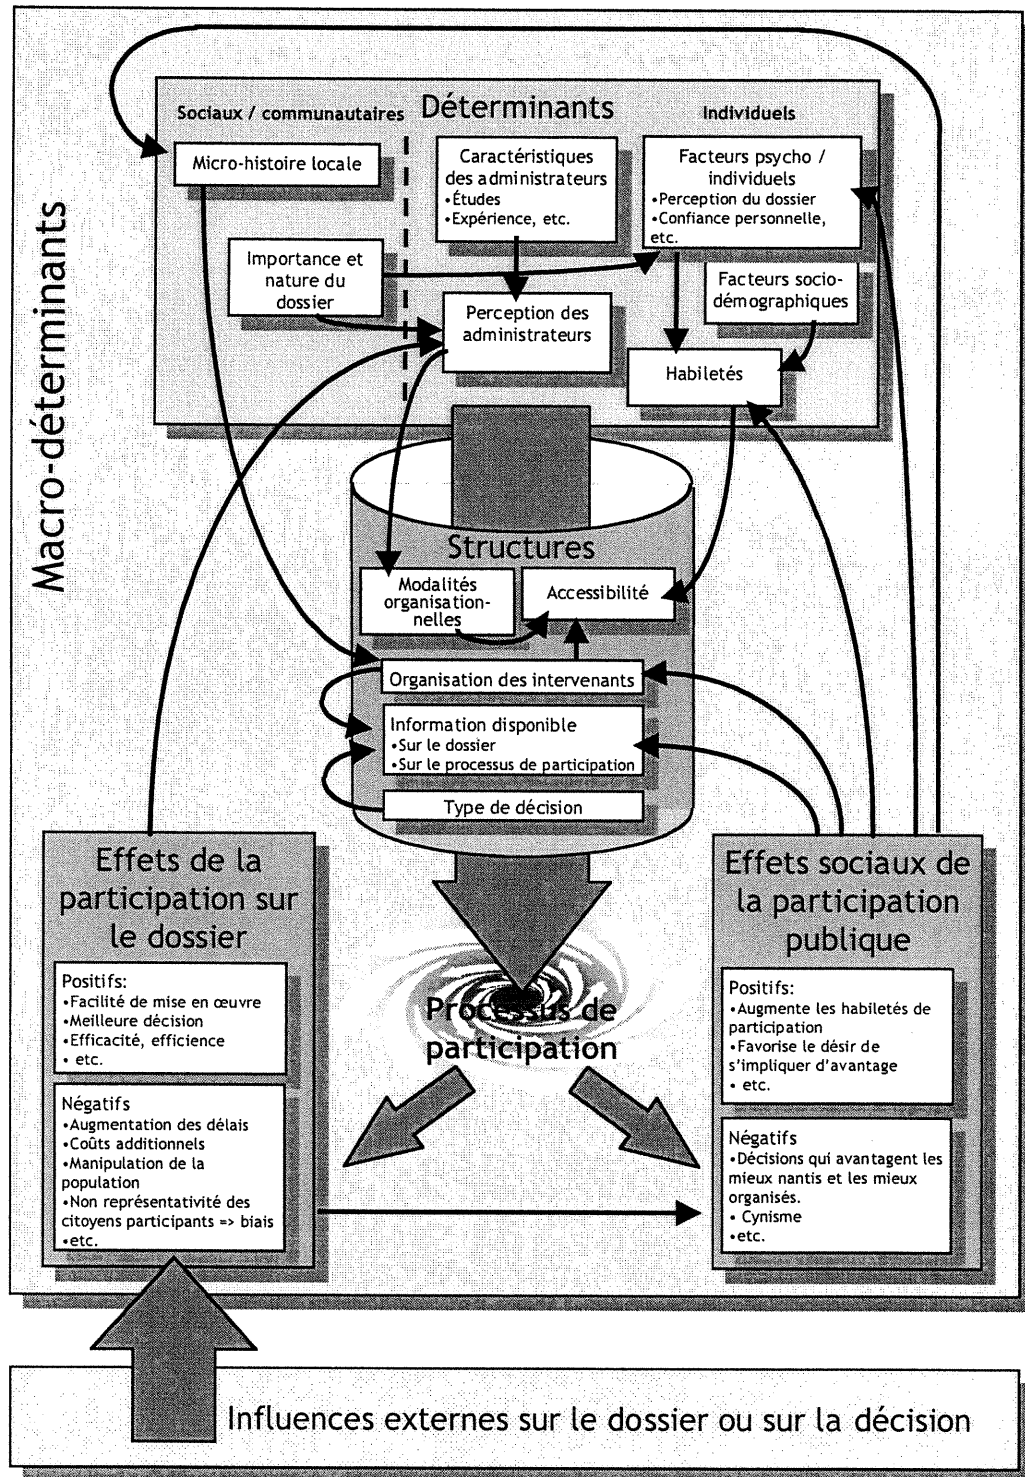 Macro-déterminants
Déterminants
Sociaux / communautaires
Individuels
Micro-histoire locale
Caractéristiques
des administrateurs
•Études
•Expérience, etc.
Facteurs psycho /
individuels
•Perception du dossier
•Confiance personnelle,
etc.
Importance et
nature du
dossier
Facteurs socio-
démographiques
Perception des
administrateurs
Habiletés
Structures
Modalités
organisation-
nelles
Accessibilité
Organisation des intervenants
Information disponible
•Sur le dossier
•Sur le processus de participation
Type de décision
Effets de la
participation sur
le dossier
Positifs:
•Facilité de mise en œuvre
•Meilleure décision
•Efficacité, efficience
• etc.
Négatifs
•Augmentation des délais
•Coûts additionnels
•Manipulation de la
population
•Non représentativité des
citoyens participants => biais
•etc.
Processus de
participation
Effets sociaux de
la participation
publique
Positifs:
•Augmente les habiletés de
participation
•Favorise le désir de
s'impliquer d'avantage
• etc.
Négatifs
•Décisions qui avantagent les
mieux nantis et les mieux
organisés.
• Cynisme
•etc.
Influences externes sur le dossier ou sur la décision